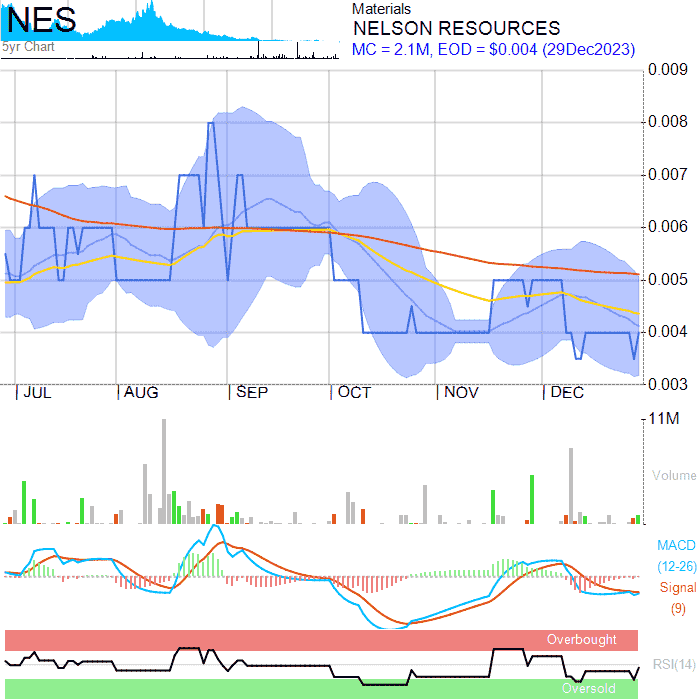 NES
5yr Chart
Materials
NELSON RESOURCES
MC = 2.1M, EOD = $0.004 (29Dec2023)
0.009
0.008
0.007
0.006
0.005
0.004
0.003
JUL AUG SEP OCT NOV DEC
11M
Volume
MACD
(12-26)
Signal
(9)
Overbought
RSI(14)
Oversold